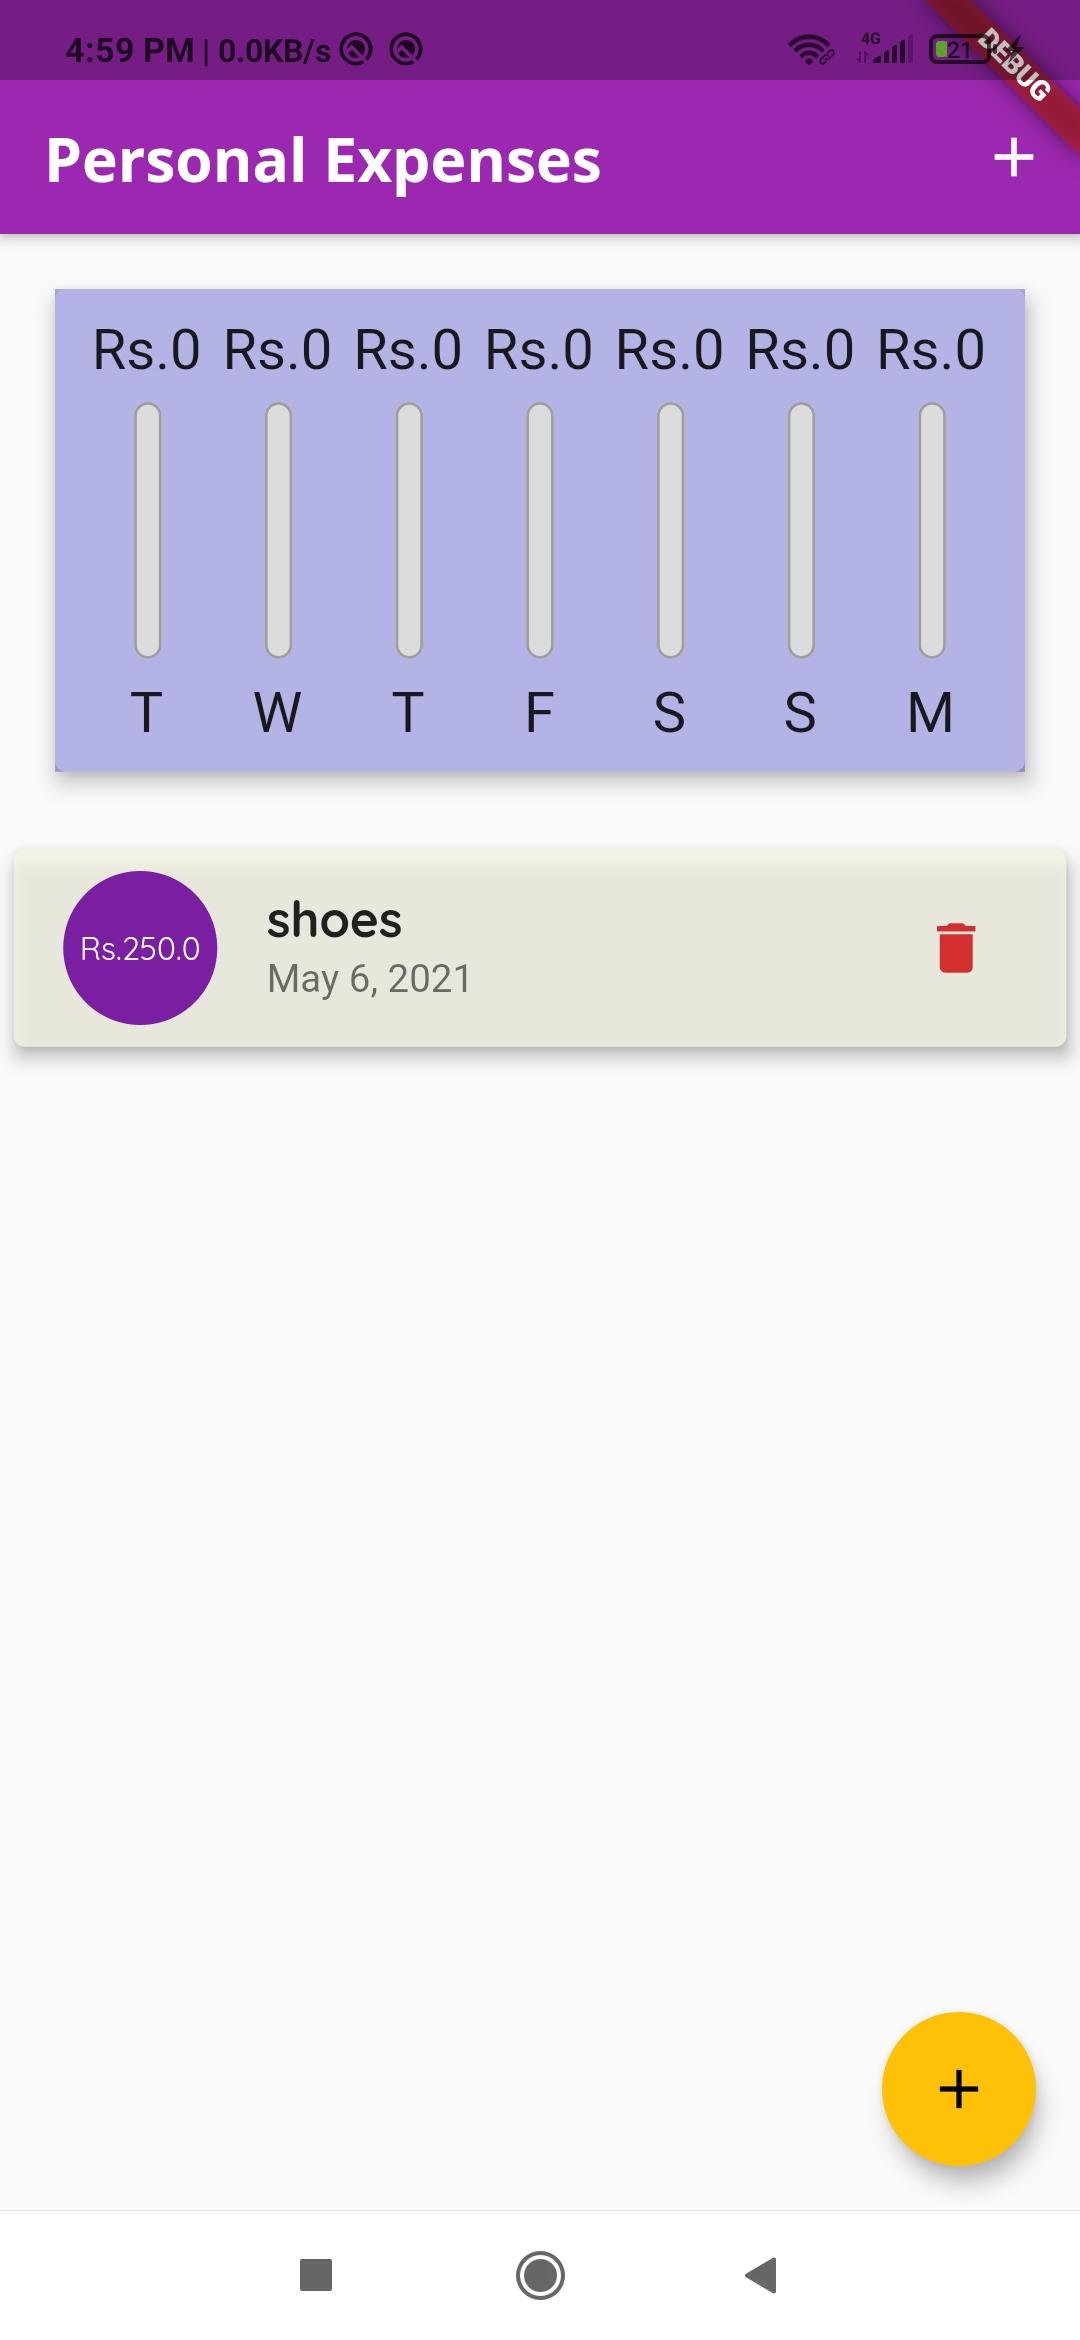 4:59 PM | 0.0KB/s 4G 21
DEBUG
Personal Expenses
Rs.0 Rs.0 Rs.0 Rs.0 Rs.0 Rs.0 Rs.0
T W T F S S M
Rs.250.0
shoes
May 6, 2021